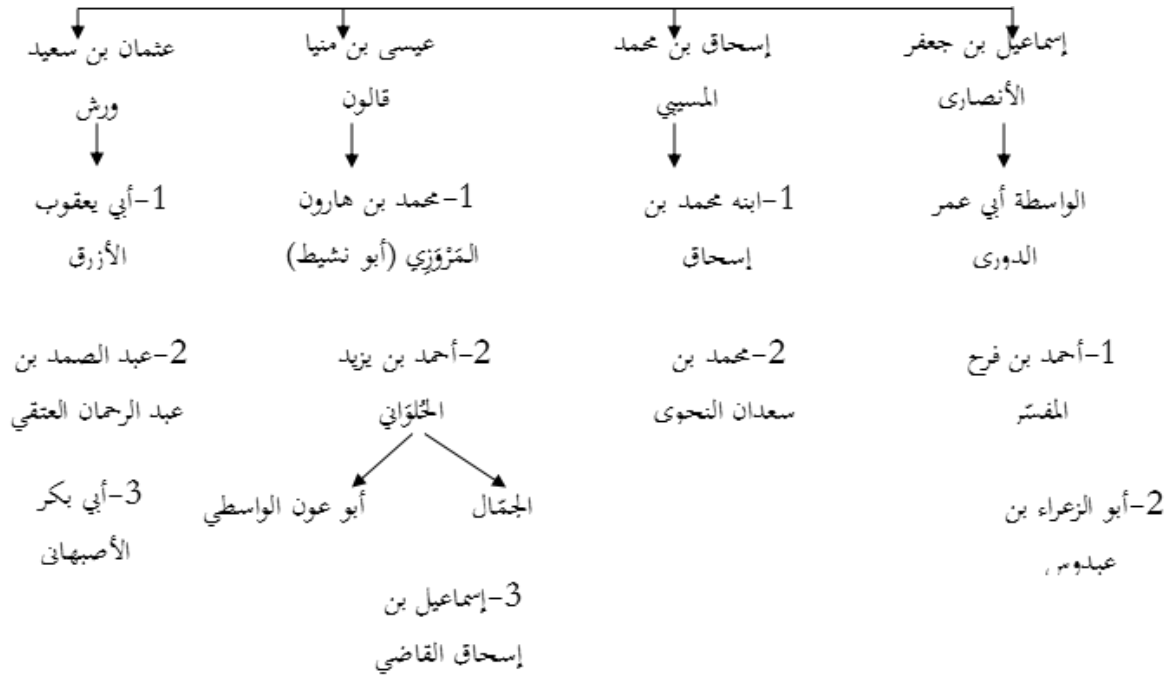 إسماعيل بن جعفر
الأنصارى
الواسطة أبي عمر
الدورى
1-أحمد بن فرح
المفسّر
2-أبو الزعراء بن
عبدوس
إسحاق بن محمد
المسيبي
1-ابنه محمد بن
إسحاق
2-محمد بن
سعدان النحوى
عيسى بن منيا
قالون
1-محمد بن هارون
المَرْوَزِي (أبو نشيط)
2-أحمد بن يزيد
الحُلوَاني
الجمّال
أبو عون الواسطي
3-إسماعيل بن
إسحاق القاضي
عثمان بن سعيد
ورش
1-أبي يعقوب
الأزرق
2-عبد الصمد بن
عبد الرحمان العتقي
3-أبي بكر
الأصبهانى